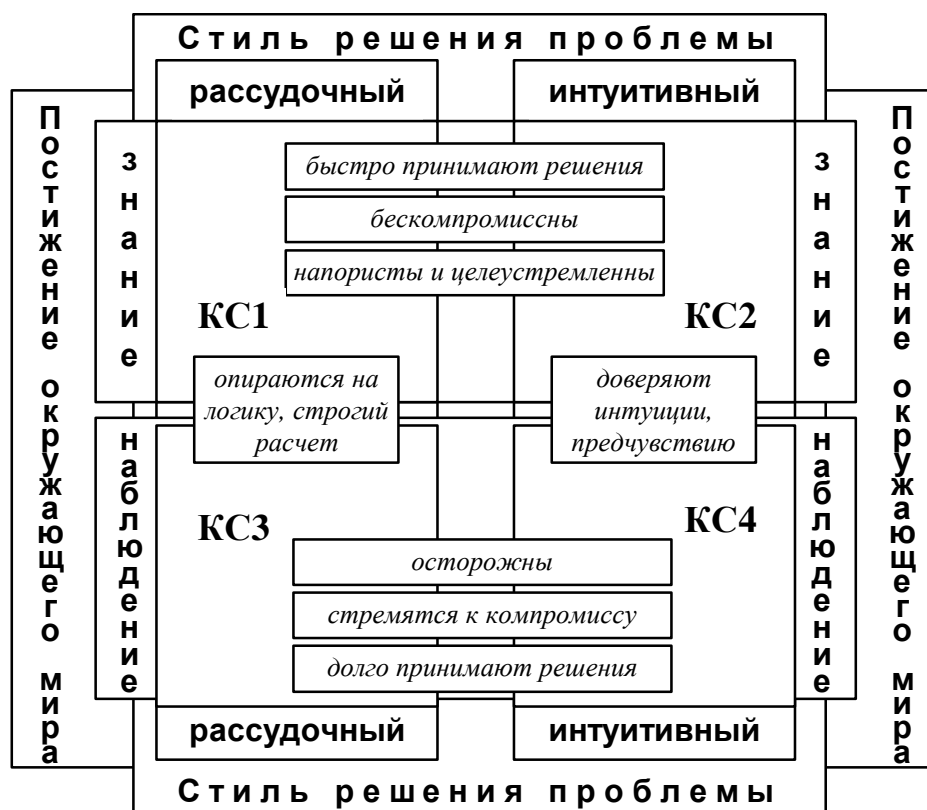 Стиль решения проблемы
рассудочный
интуитивный
Постижение окружающего мира
знание
быстро принимают решения
бескомпромиссны
напористы и целеустремленны
КС1
КС2
знание
Постижение окружающего мира
опираются на
логику, строгий
расчет
доверяют
интуиции,
предчувствию
наблюдение
КС3
КС4
наблюдение
осторожны
стремятся к компромиссу
долго принимают решения
рассудочный
интуитивный
Стиль решения проблемы